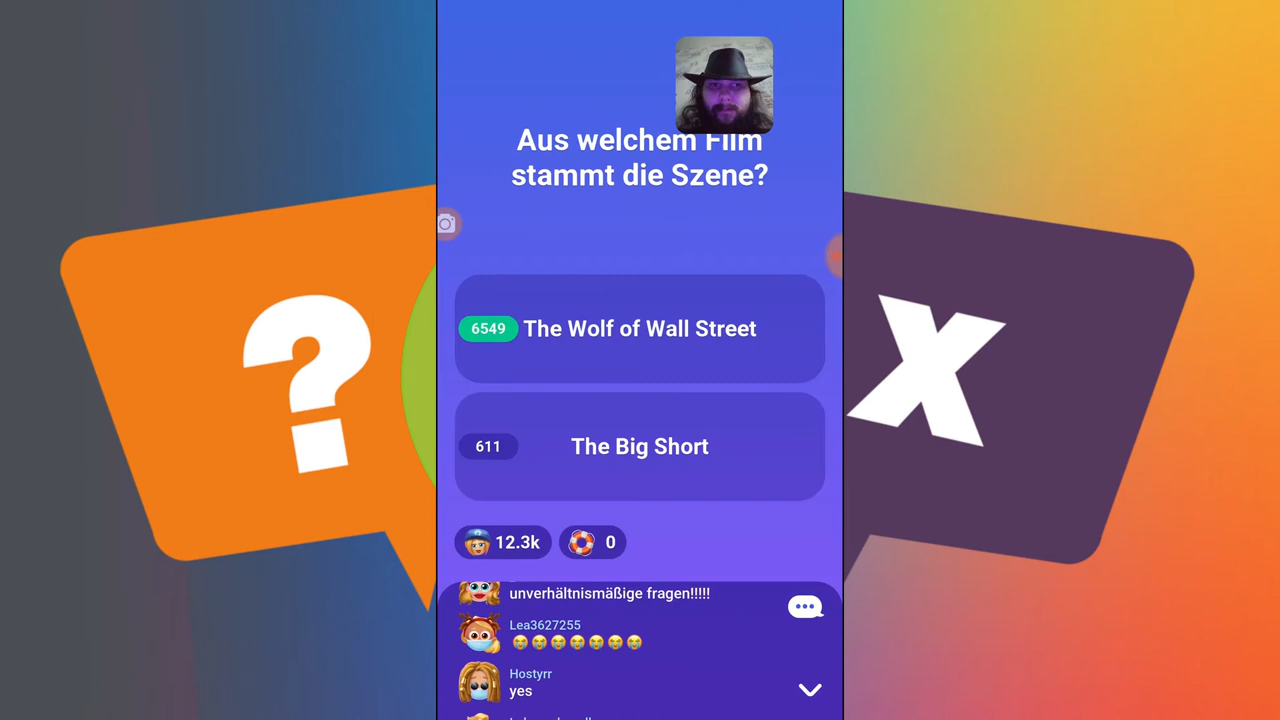 Aus welchem Film
stammt die Szene?
6549 The Wolf of Wall Street
611 The Big Short
12.3k 0
unverhältnismäßige fragen!!!!!
Lea3627255
😭😭😭😭😭😭😭
Hostyrr
yes
?
X